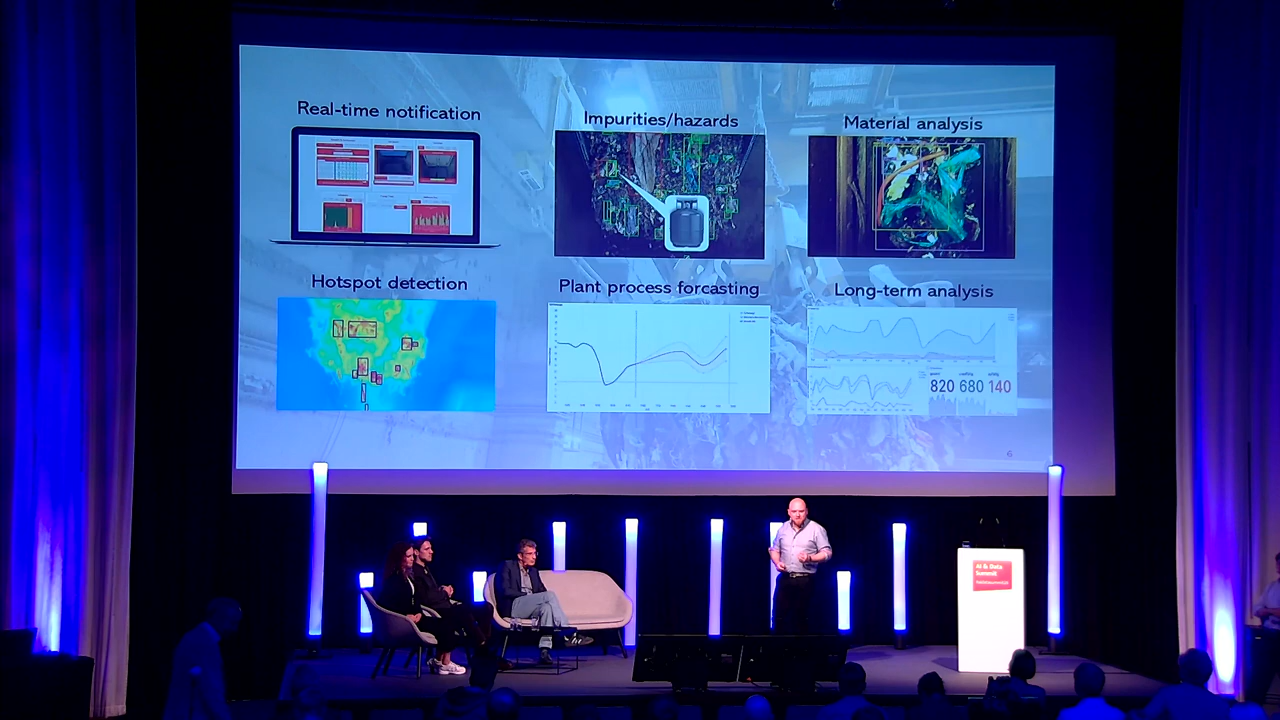 Real-time notification
Impurities/hazards
Material analysis
Hotspot detection
Plant process forcasting
Long-term analysis
820 680 140
6
AI & Data
Summit